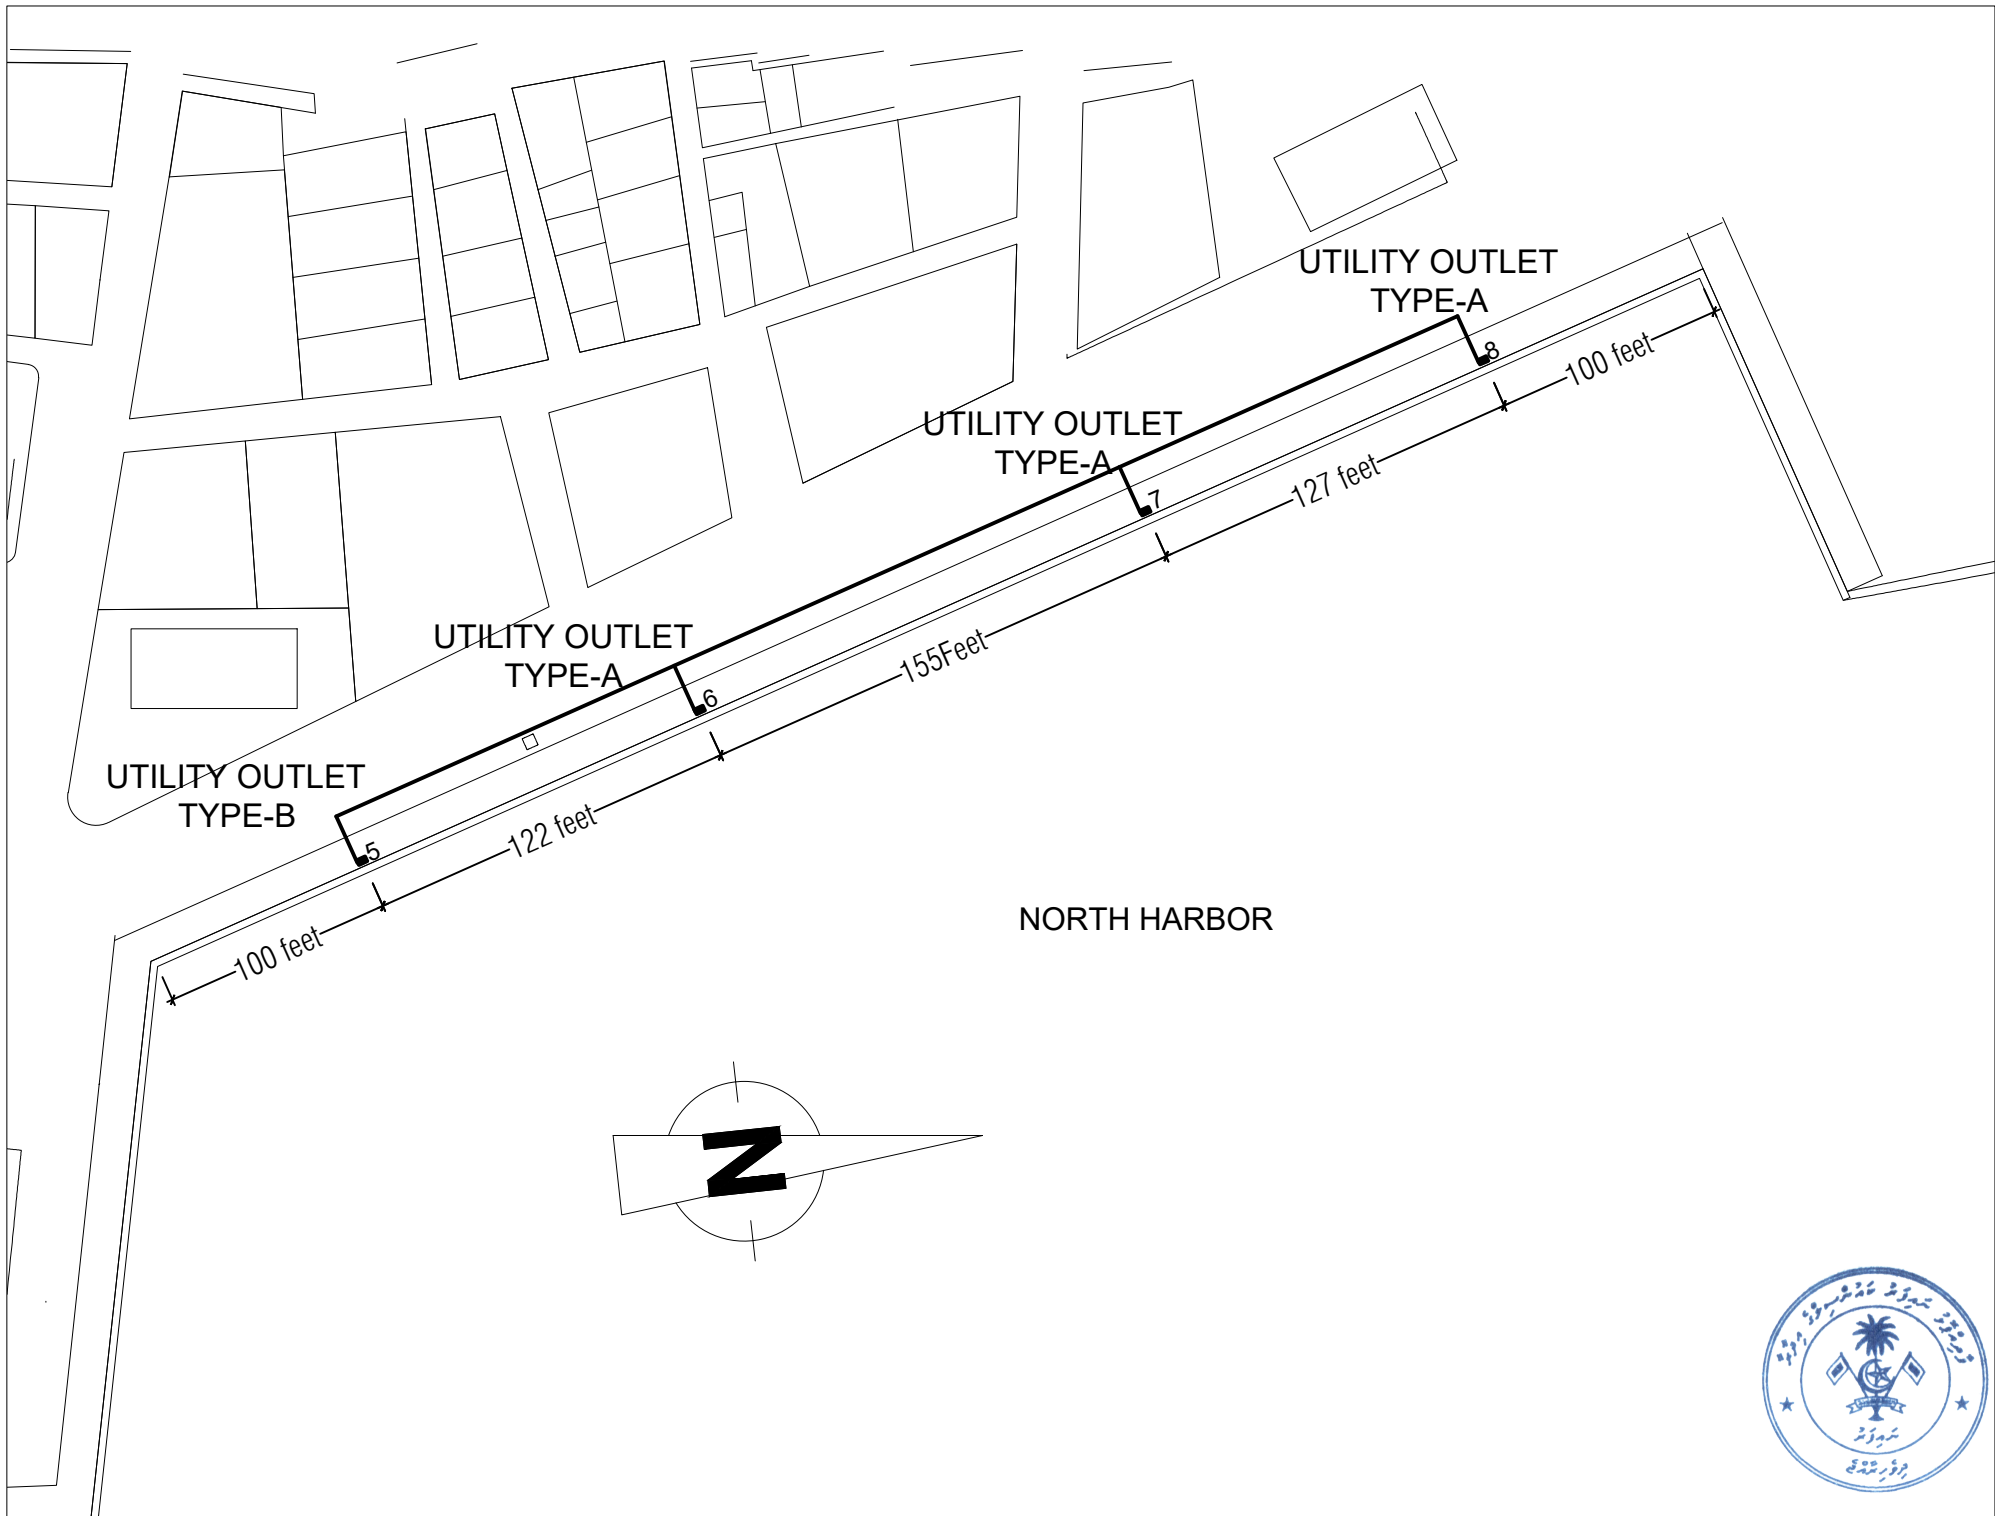 UTILITY OUTLET
TYPE-A
8
100 feet
UTILITY OUTLET
TYPE-A
7
127 feet
UTILITY OUTLET
TYPE-A
6
155Feet
UTILITY OUTLET
TYPE-B
5
122 feet
100 feet
NORTH HARBOR
N
ނައިފަރު
ދިވެހިރާއްޖެ